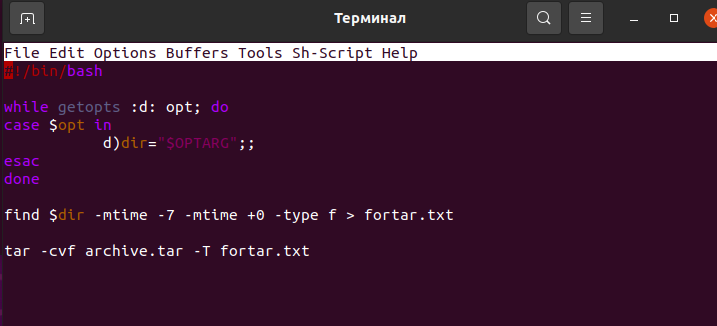 Терминал
File Edit Options Buffers Tools Sh-Script Help
#!/bin/bash
while getopts :d: opt; do
case $opt in
d)dir="$OPTARG";;
esac
done
find $dir -mtime -7 -mtime +0 -type f > fortar.txt
tar -cvf archive.tar -T fortar.txt